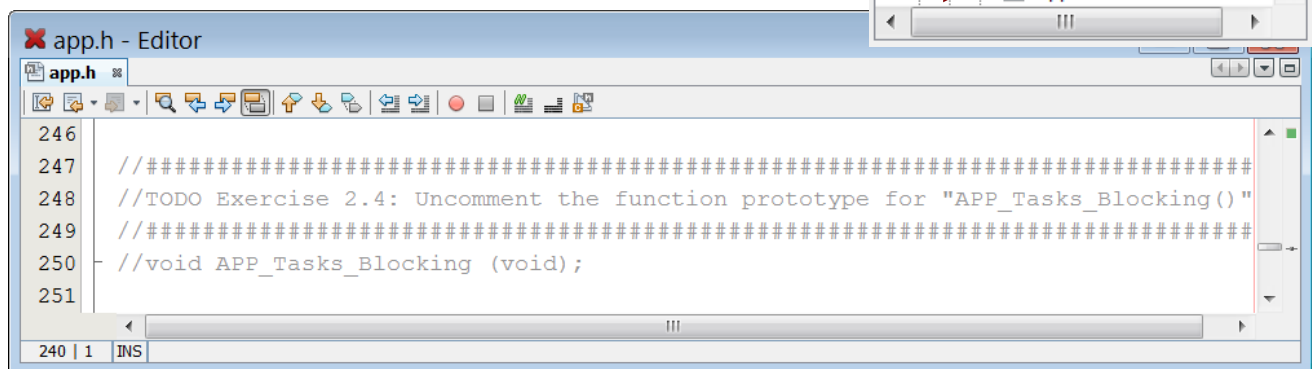 app.h - Editor
app.h
246
247 //##############################################################################
248 //TODO Exercise 2.4: Uncomment the function prototype for "APP_Tasks_Blocking()"
249 //##############################################################################
250 //void APP_Tasks_Blocking (void);
251
240 | 1 INS